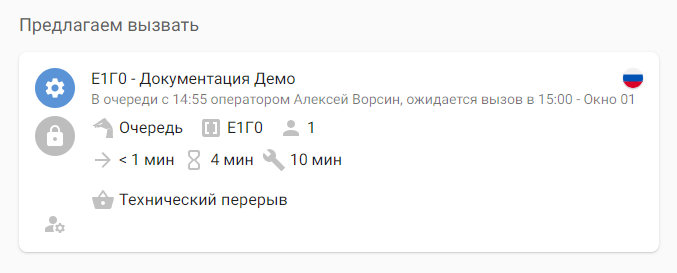 Предлагаем вызвать
Е1Г0 - Документация Демо
В очереди с 14:55 оператором Алексей Ворсин, ожидается вызов в 15:00 - Окно 01
Очередь Е1Г0 1
< 1 мин 4 мин 10 мин
Технический перерыв